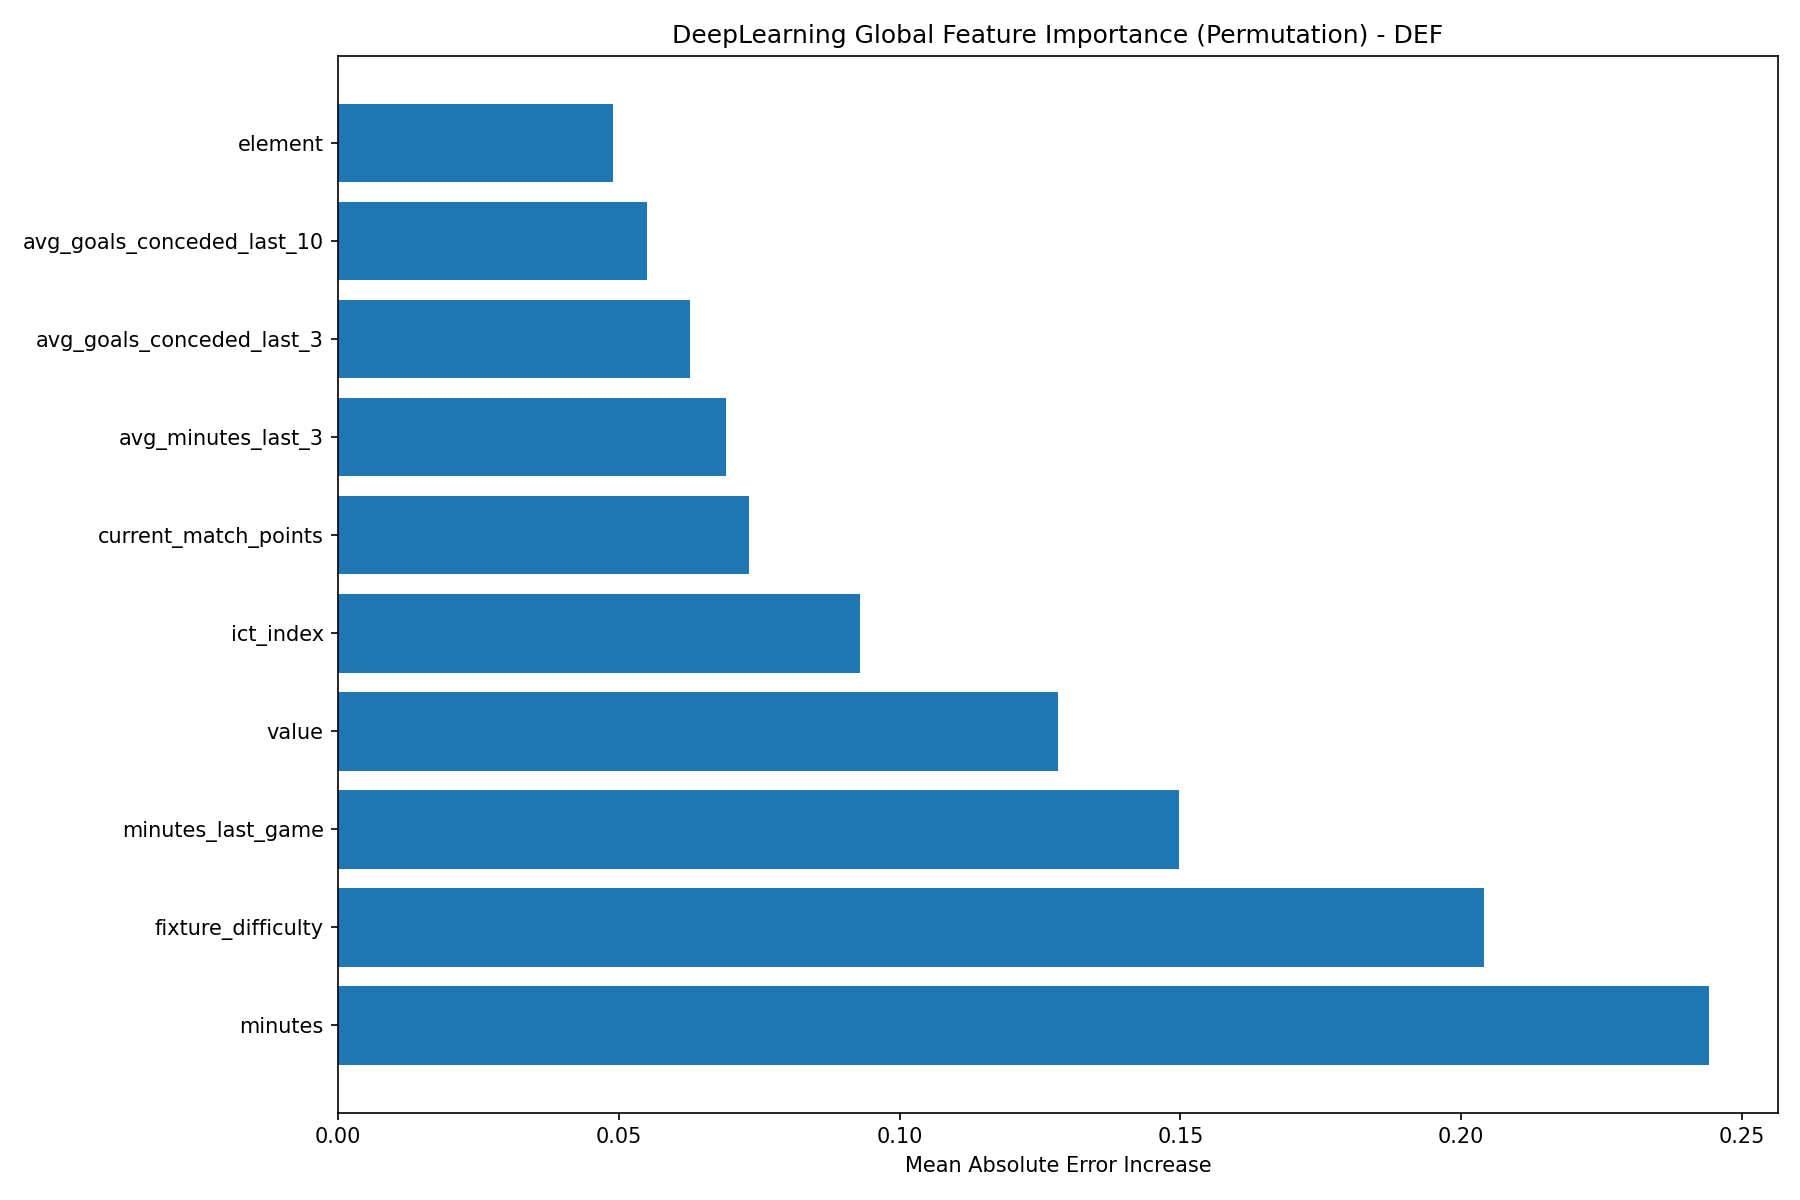 DeepLearning Global Feature Importance (Permutation) - DEF
element
avg_goals_conceded_last_10
avg_goals_conceded_last_3
avg_minutes_last_3
current_match_points
ict_index
value
minutes_last_game
fixture_difficulty
minutes
0.00 0.05 0.10 0.15 0.20 0.25
Mean Absolute Error Increase